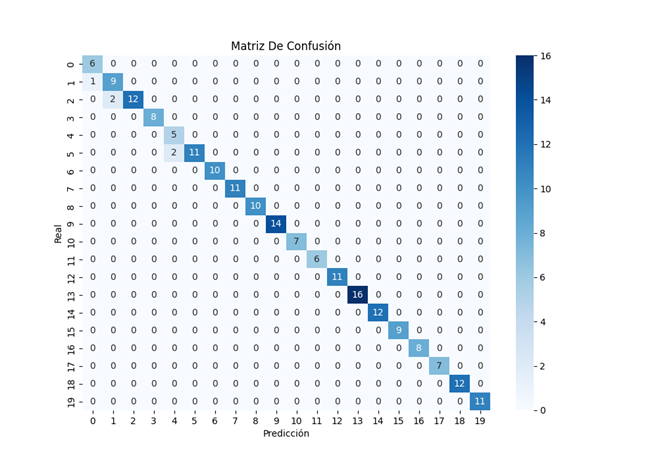 Matriz De Confusión
0 6 0 0 0 0 0 0 0 0 0 0 0 0 0 0 0 0 0 0 0
1 1 9 0 0 0 0 0 0 0 0 0 0 0 0 0 0 0 0 0 0
2 0 2 12 0 0 0 0 0 0 0 0 0 0 0 0 0 0 0 0 0
3 0 0 0 8 0 0 0 0 0 0 0 0 0 0 0 0 0 0 0 0
4 0 0 0 0 5 0 0 0 0 0 0 0 0 0 0 0 0 0 0 0
5 0 0 0 0 2 11 0 0 0 0 0 0 0 0 0 0 0 0 0 0
6 0 0 0 0 0 0 10 0 0 0 0 0 0 0 0 0 0 0 0 0
7 0 0 0 0 0 0 0 11 0 0 0 0 0 0 0 0 0 0 0 0
8 0 0 0 0 0 0 0 0 10 0 0 0 0 0 0 0 0 0 0 0
9 0 0 0 0 0 0 0 0 0 14 0 0 0 0 0 0 0 0 0 0
10 0 0 0 0 0 0 0 0 0 0 7 0 0 0 0 0 0 0 0 0
11 0 0 0 0 0 0 0 0 0 0 0 6 0 0 0 0 0 0 0 0
12 0 0 0 0 0 0 0 0 0 0 0 0 11 0 0 0 0 0 0 0
13 0 0 0 0 0 0 0 0 0 0 0 0 0 16 0 0 0 0 0 0
14 0 0 0 0 0 0 0 0 0 0 0 0 0 0 12 0 0 0 0 0
15 0 0 0 0 0 0 0 0 0 0 0 0 0 0 0 9 0 0 0 0
16 0 0 0 0 0 0 0 0 0 0 0 0 0 0 0 0 8 0 0 0
17 0 0 0 0 0 0 0 0 0 0 0 0 0 0 0 0 0 7 0 0
18 0 0 0 0 0 0 0 0 0 0 0 0 0 0 0 0 0 0 12 0
19 0 0 0 0 0 0 0 0 0 0 0 0 0 0 0 0 0 0 0 11
0 1 2 3 4 5 6 7 8 9 10 11 12 13 14 15 16 17 18 19
Predicción
Real
16
14
12
10
8
6
4
2
0